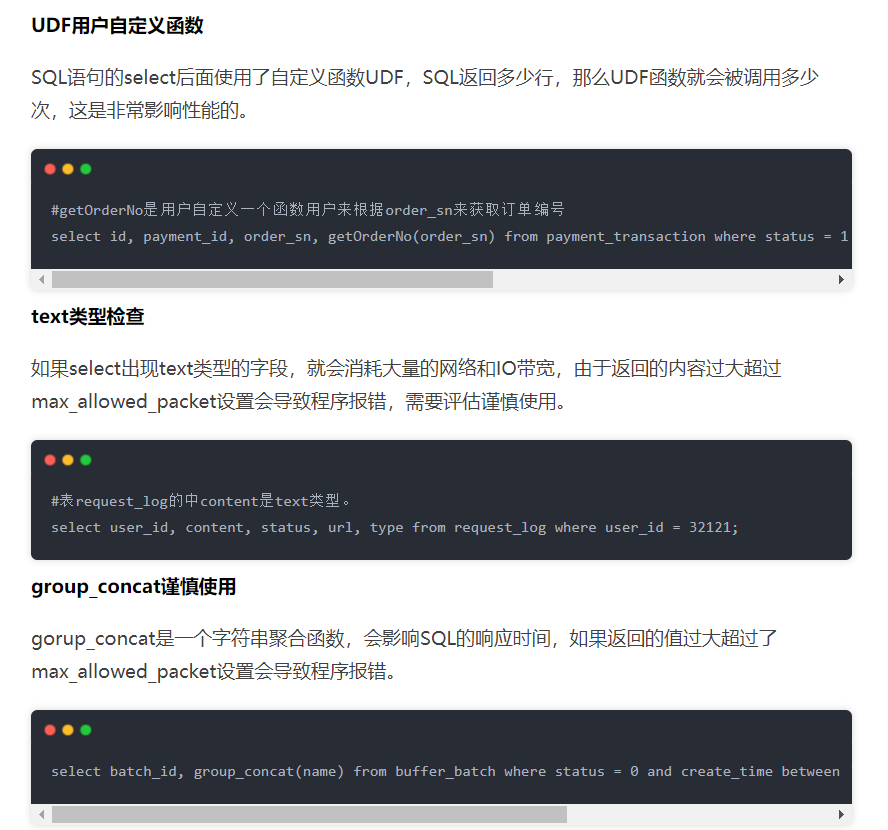 UDF用户自定义函数
SQL语句的select后面使用了自定义函数UDF，SQL返回多少行，那么UDF函数就会被调用多少
次，这是非常影响性能的。
#getOrderNo是用户自定义一个函数用户来根据order_sn来获取订单编号
select id, payment_id, order_sn, getOrderNo(order_sn) from payment_transaction where status = 1
text类型检查
如果select出现text类型的字段，就会消耗大量的网络和IO带宽，由于返回的内容过大超过
max_allowed_packet设置会导致程序报错，需要评估谨慎使用。
#表request_log的中content是text类型。
select user_id, content, status, url, type from request_log where user_id = 32121;
group_concat谨慎使用
gorup_concat是一个字符串聚合函数，会影响SQL的响应时间，如果返回的值过大超过了
max_allowed_packet设置会导致程序报错。
select batch_id, group_concat(name) from buffer_batch where status = 0 and create_time between